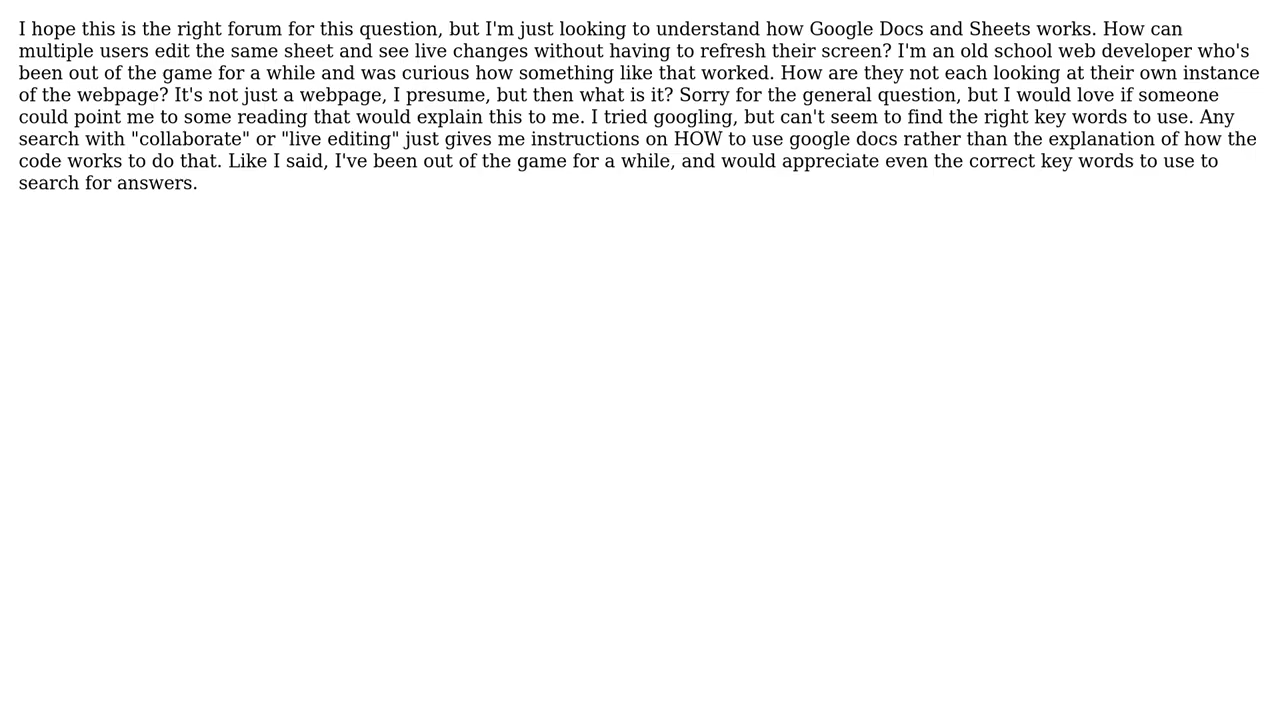 I hope this is the right forum for this question, but I'm just looking to understand how Google Docs and Sheets works. How can
multiple users edit the same sheet and see live changes without having to refresh their screen? I'm an old school web developer who's
been out of the game for a while and was curious how something like that worked. How are they not each looking at their own instance
of the webpage? It's not just a webpage, I presume, but then what is it? Sorry for the general question, but I would love if someone
could point me to some reading that would explain this to me. I tried googling, but can't seem to find the right key words to use. Any
search with "collaborate" or "live editing" just gives me instructions on HOW to use google docs rather than the explanation of how the
code works to do that. Like I said, I've been out of the game for a while, and would appreciate even the correct key words to use to
search for answers.